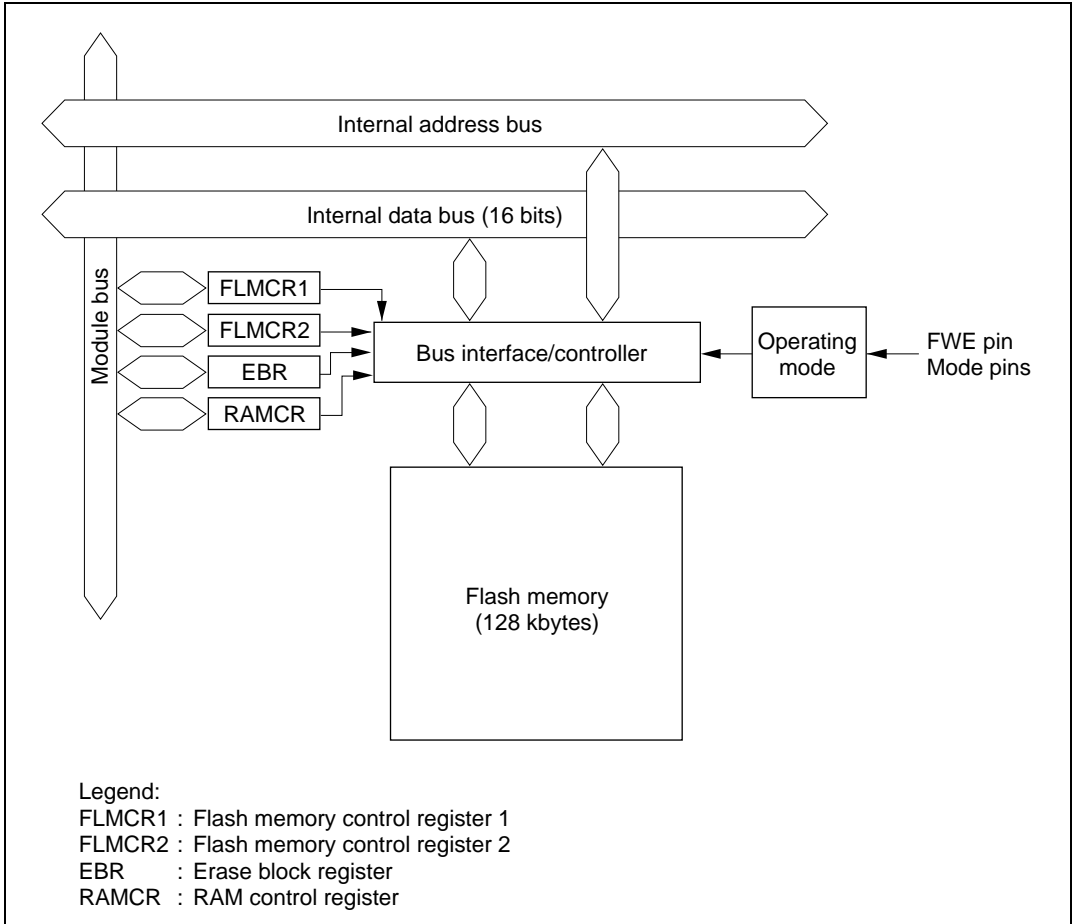 Internal address bus
Internal data bus (16 bits)
Module bus
FLMCR1
FLMCR2
EBR
RAMCR
Bus interface/controller
Operating
mode
FWE pin
Mode pins
Flash memory
(128 kbytes)
Legend:
FLMCR1 : Flash memory control register 1
FLMCR2 : Flash memory control register 2
EBR : Erase block register
RAMCR : RAM control register